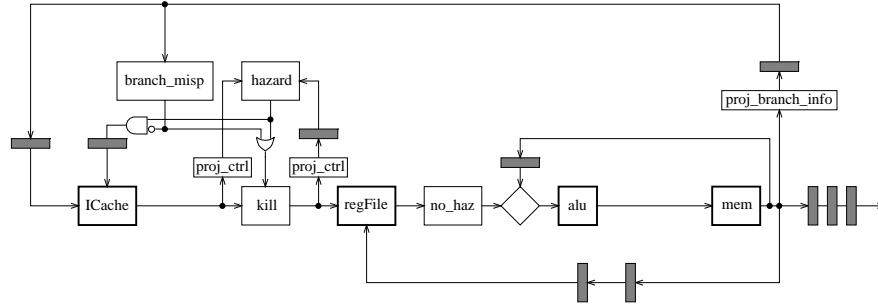 branch_misp
hazard
proj_branch_info
proj_ctrl
proj_ctrl
ICache
kill
regFile
no_haz
alu
mem